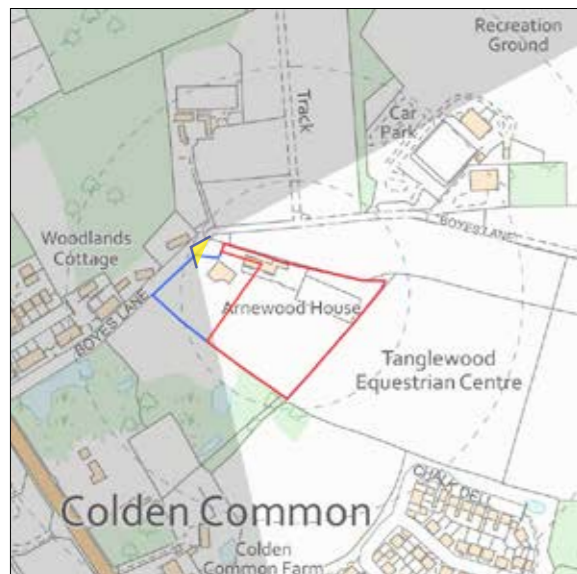 Recreation
Ground
Track
Car
Park
Woodlands
Cottage
BOYES LANE
BOYES LANE
Arnewood House
Tanglewood
Equestrian Centre
CHALK DELL
Colden Common
Colden
Common Farm